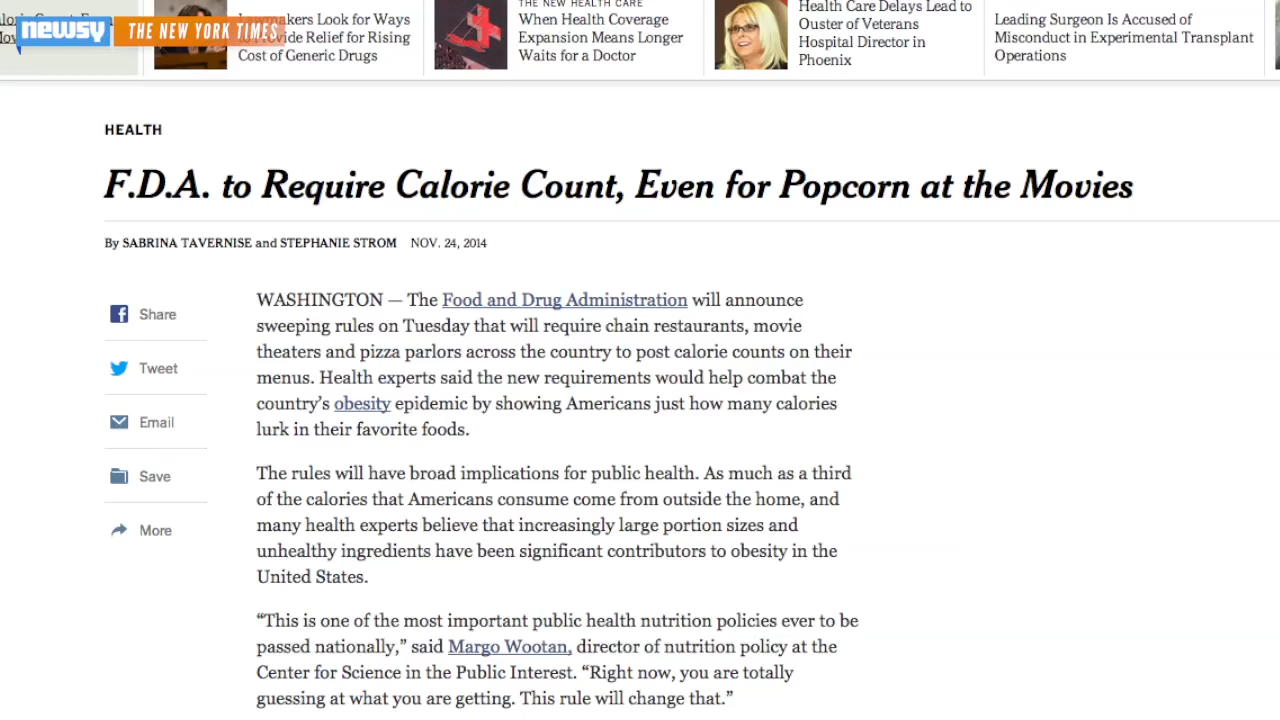 newsy THE NEW YORK TIMES
Lawmakers Look for Ways
to Provide Relief for Rising
Cost of Generic Drugs
THE NEW HEALTH CARE
When Health Coverage
Expansion Means Longer
Waits for a Doctor
Health Care Delays Lead to
Ouster of Veterans
Hospital Director in
Phoenix
Leading Surgeon Is Accused of
Misconduct in Experimental Transplant
Operations
HEALTH
F.D.A. to Require Calorie Count, Even for Popcorn at the Movies
By SABRINA TAVERNISE and STEPHANIE STROM NOV. 24, 2014
Share
Tweet
Email
Save
More
WASHINGTON — The Food and Drug Administration will announce
sweeping rules on Tuesday that will require chain restaurants, movie
theaters and pizza parlors across the country to post calorie counts on their
menus. Health experts said the new requirements would help combat the
country’s obesity epidemic by showing Americans just how many calories
lurk in their favorite foods.
The rules will have broad implications for public health. As much as a third
of the calories that Americans consume come from outside the home, and
many health experts believe that increasingly large portion sizes and
unhealthy ingredients have been significant contributors to obesity in the
United States.
“This is one of the most important public health nutrition policies ever to be
passed nationally,” said Margo Wootan, director of nutrition policy at the
Center for Science in the Public Interest. “Right now, you are totally
guessing at what you are getting. This rule will change that.”